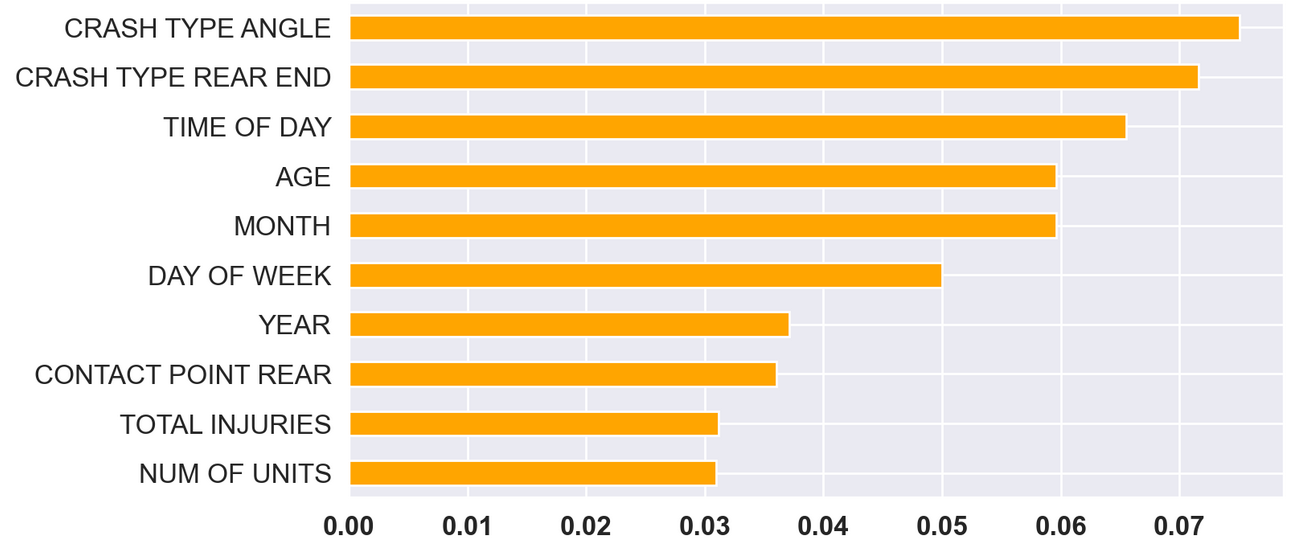 CRASH TYPE ANGLE
CRASH TYPE REAR END
TIME OF DAY
AGE
MONTH
DAY OF WEEK
YEAR
CONTACT POINT REAR
TOTAL INJURIES
NUM OF UNITS
0.00 0.01 0.02 0.03 0.04 0.05 0.06 0.07